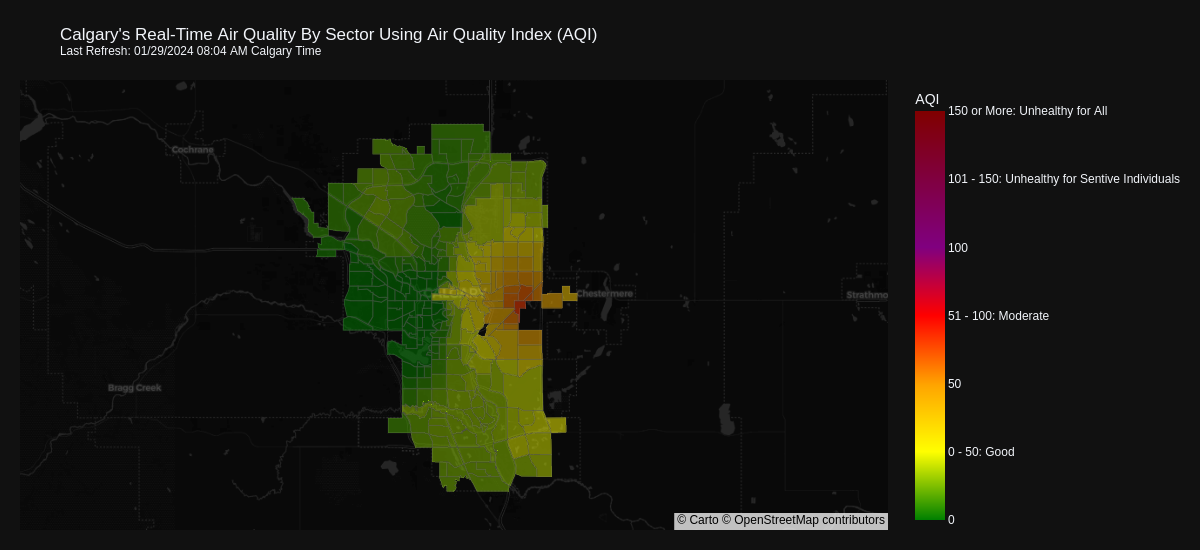 Calgary's Real-Time Air Quality By Sector Using Air Quality Index (AQI)
Last Refresh: 01/29/2024 08:04 AM Calgary Time
AQI
150 or More: Unhealthy for All
Cochrane
101 - 150: Unhealthy for Sentive Individuals
100
Chestermere
Strathmo
51 - 100: Moderate
50
Bragg Creek
0 - 50: Good
0
© Carto © OpenStreetMap contributors